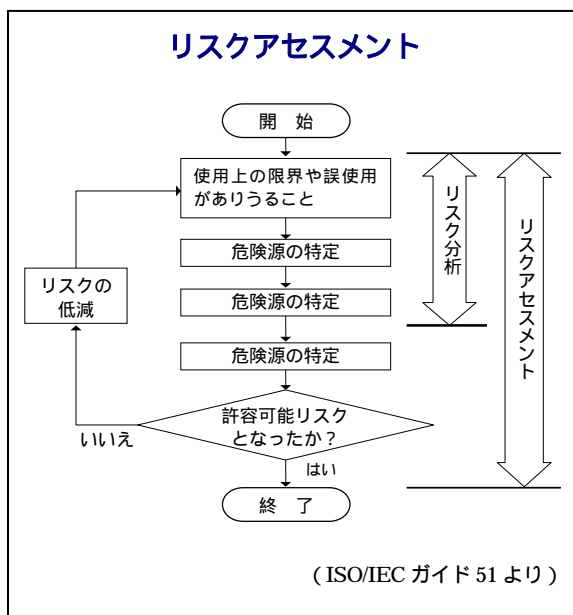 リスクアセスメント
開 始
使用上の限界や誤使用
がありうること
危険源の特定
危険源の特定
危険源の特定
リスクの
低減
許容可能リスク
となったか？
いいえ
はい
終 了
リスク分析
リスクアセスメント
（ISO/IEC ガイド 51 より）